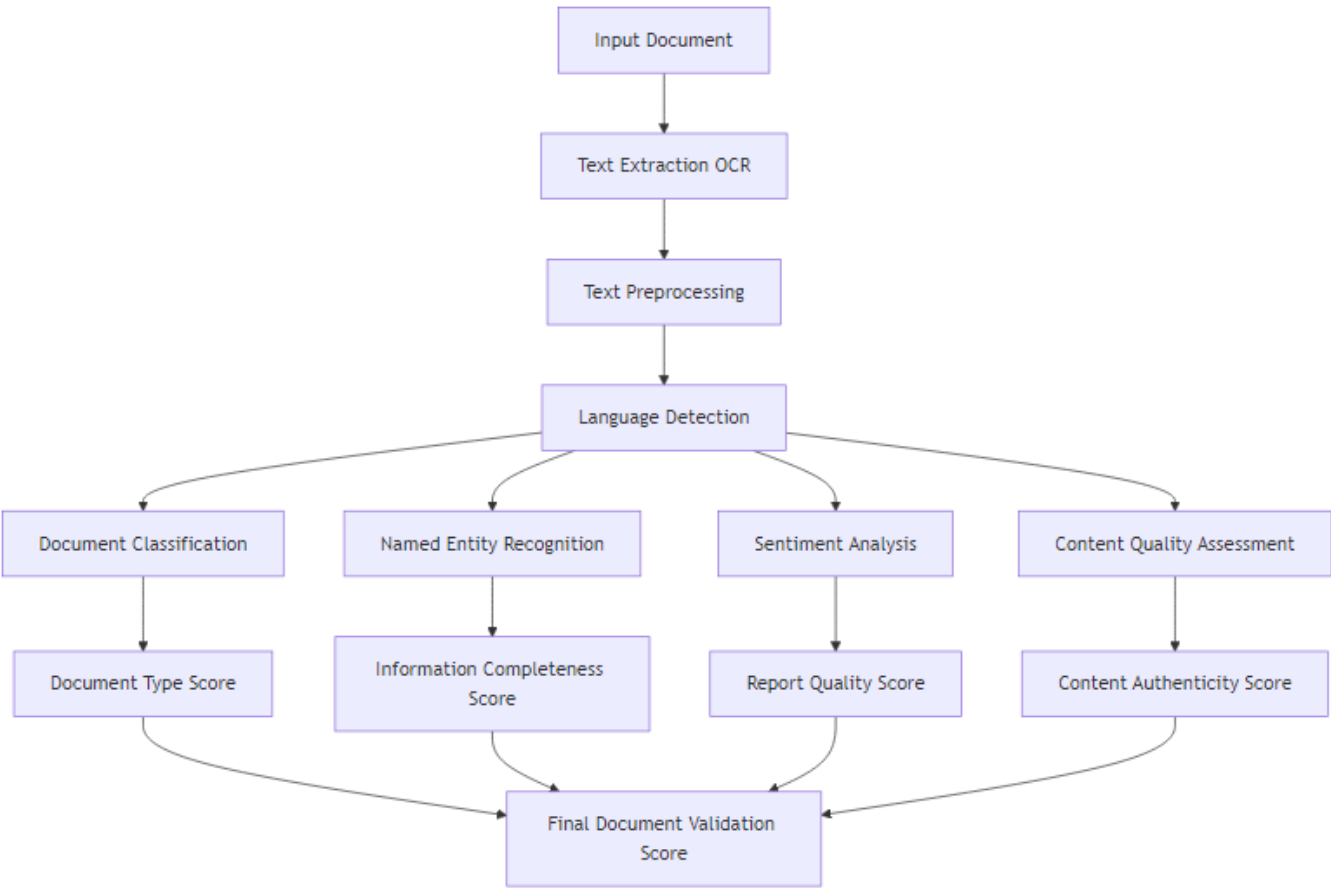 Input Document
Text Extraction OCR
Text Preprocessing
Language Detection
Document Classification
Named Entity Recognition
Sentiment Analysis
Content Quality Assessment
Document Type Score
Information Completeness
Score
Report Quality Score
Content Authenticity Score
Final Document Validation
Score